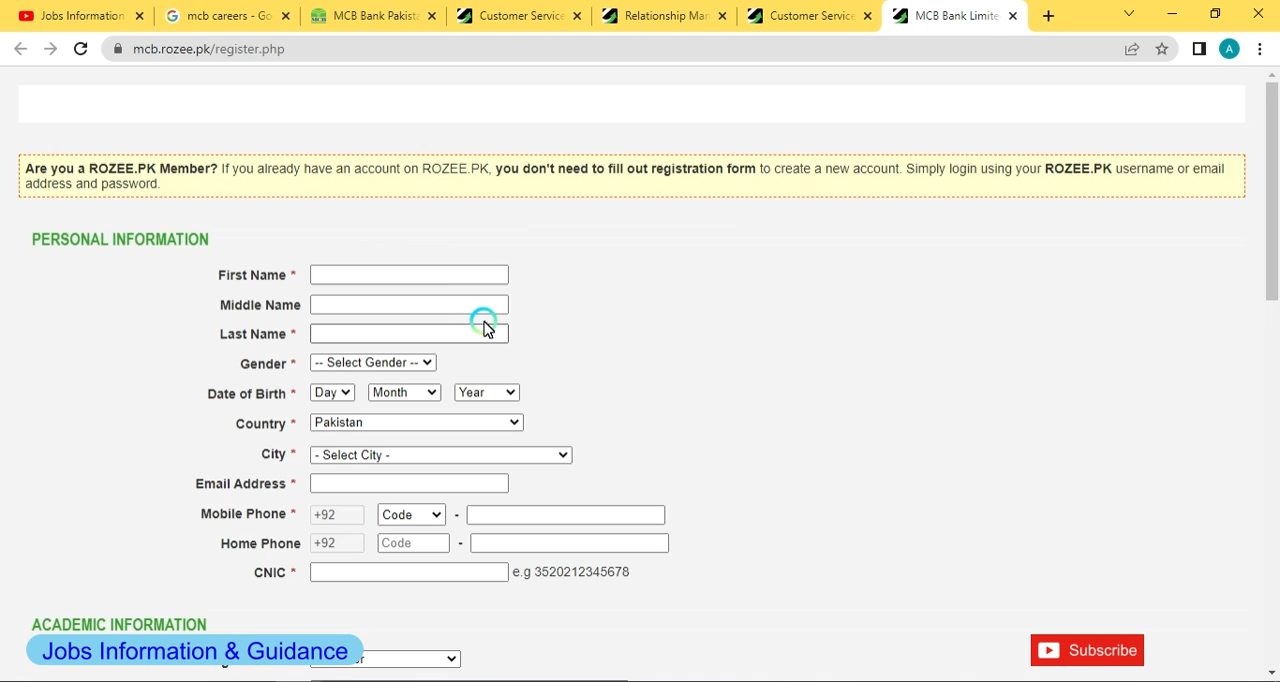 Jobs Information
mcb careers - Go
MCB Bank Pakist
Customer Service
Relationship Mar
Customer Service
MCB Bank Limite
mcb.rozee.pk/register.php
A
Are you a ROZEE.PK Member? If you already have an account on ROZEE.PK, you don't need to fill out registration form to create a new account. Simply login using your ROZEE.PK username or email
address and password.
PERSONAL INFORMATION
First Name *
Middle Name
Last Name *
Gender * -- Select Gender --
Date of Birth * Day Month Year
Country * Pakistan
City * - Select City -
Email Address *
Mobile Phone * +92 Code -
Home Phone +92 Code -
CNIC * e.g 3520212345678
ACADEMIC INFORMATION
Jobs Information & Guidance
Subscribe